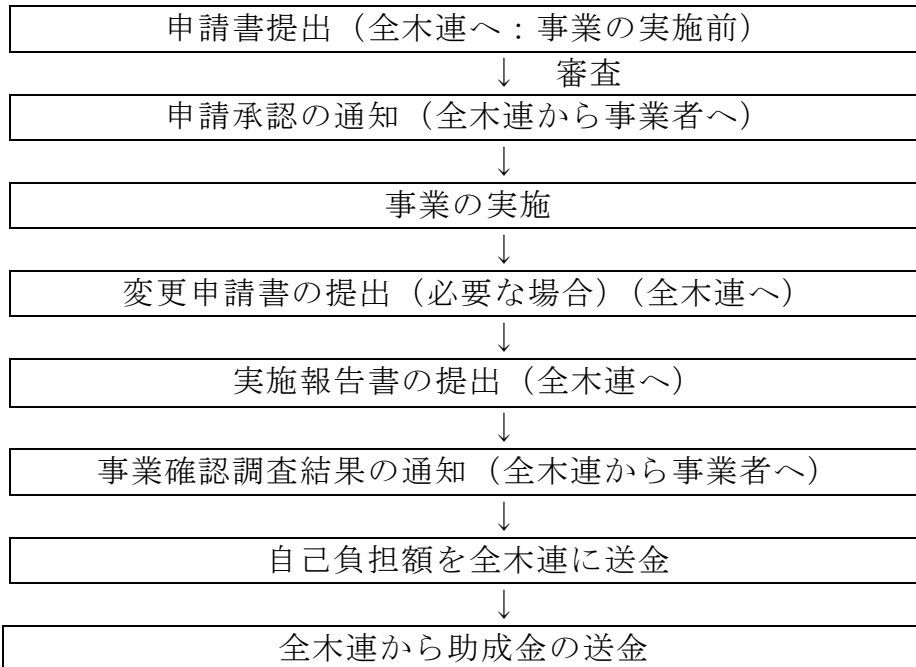 申請書提出（全木連へ：事業の実施前）
↓　審査
申請承認の通知（全木連から事業者へ）
↓
事業の実施
↓
変更申請書の提出（必要な場合）（全木連へ）
↓
実施報告書の提出（全木連へ）
↓
事業確認調査結果の通知（全木連から事業者へ）
↓
自己負担額を全木連に送金
↓
全木連から助成金の送金